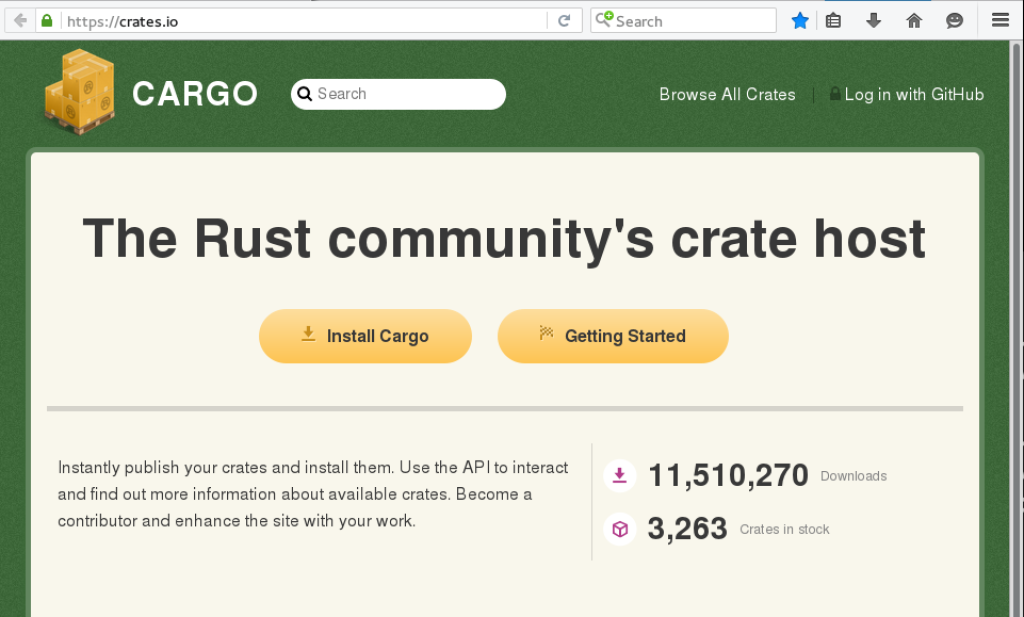 https://crates.io
Search
CARGO
Search
Browse All Crates
Log in with GitHub
The Rust community's crate host
Install Cargo
Getting Started
Instantly publish your crates and install them. Use the API to interact
and find out more information about available crates. Become a
contributor and enhance the site with your work.
11,510,270 Downloads
3,263 Crates in stock